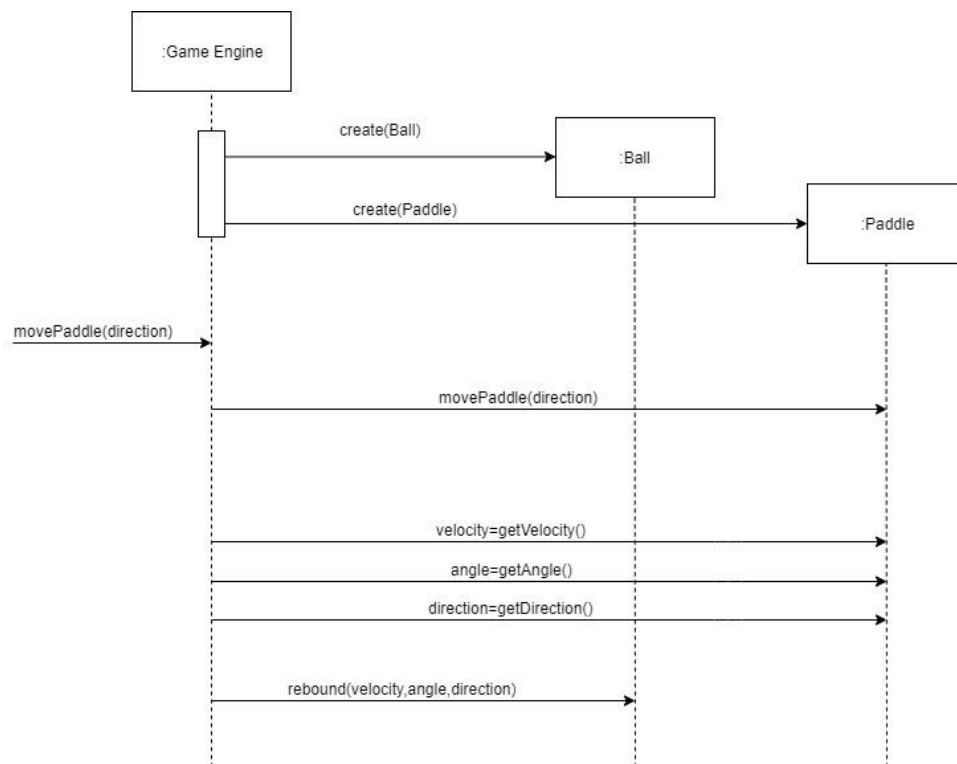 :Game Engine
create(Ball)
:Ball
create(Paddle)
:Paddle
movePaddle(direction)
movePaddle(direction)
velocity=getVelocity()
angle=getAngle()
direction=getDirection()
rebound(velocity,angle,direction)